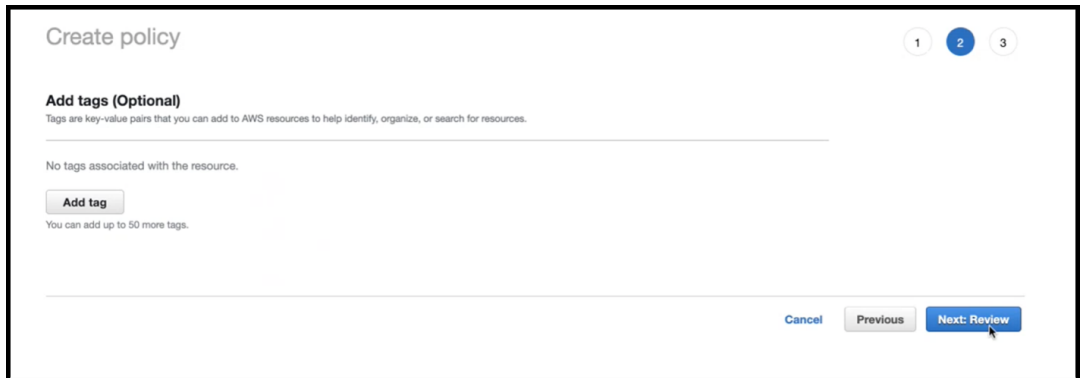 Create policy
1 2 3
Add tags (Optional)
Tags are key-value pairs that you can add to AWS resources to help identify, organize, or search for resources.
No tags associated with the resource.
Add tag
You can add up to 50 more tags.
Cancel Previous Next: Review